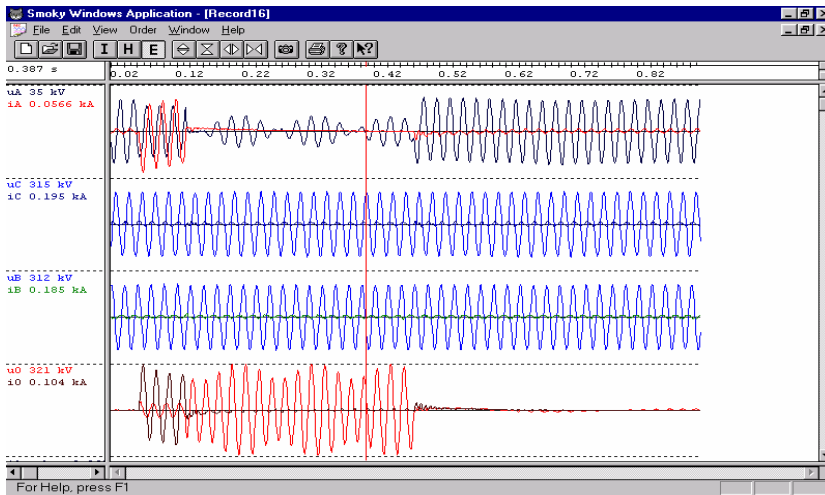 Smoky Windows Application - [Record16]
File Edit View Order Window Help
I H E
0.387 s
0.02 0.12 0.22 0.32 0.42 0.52 0.62 0.72 0.82
uA 35 kV
iA 0.0566 kA
uC 315 kV
iC 0.195 kA
uB 312 kV
iB 0.185 kA
u0 321 kV
i0 0.104 kA
For Help, press F1